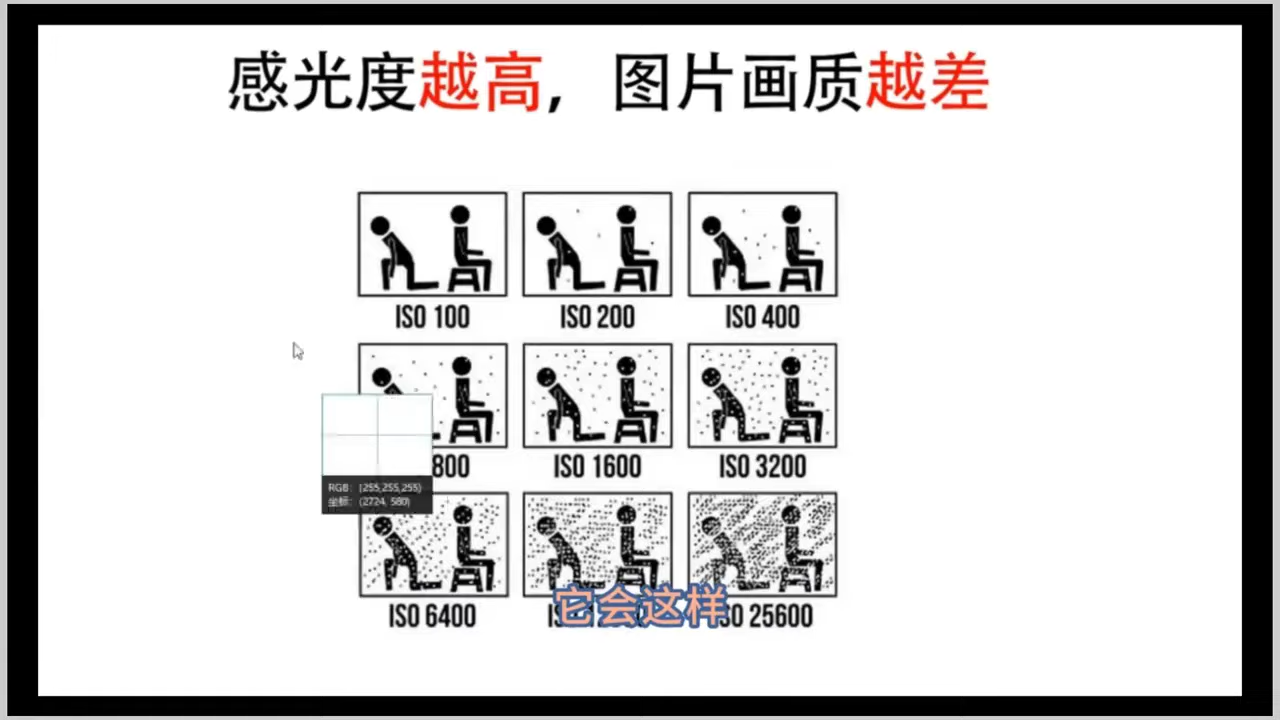 感光度越高，图片画质越差
ISO 100
ISO 200
ISO 400
800
ISO 1600
ISO 3200
RGB: (255,255,255)
坐标: (2724, 580)
ISO 6400
ISO 25600
它会这样